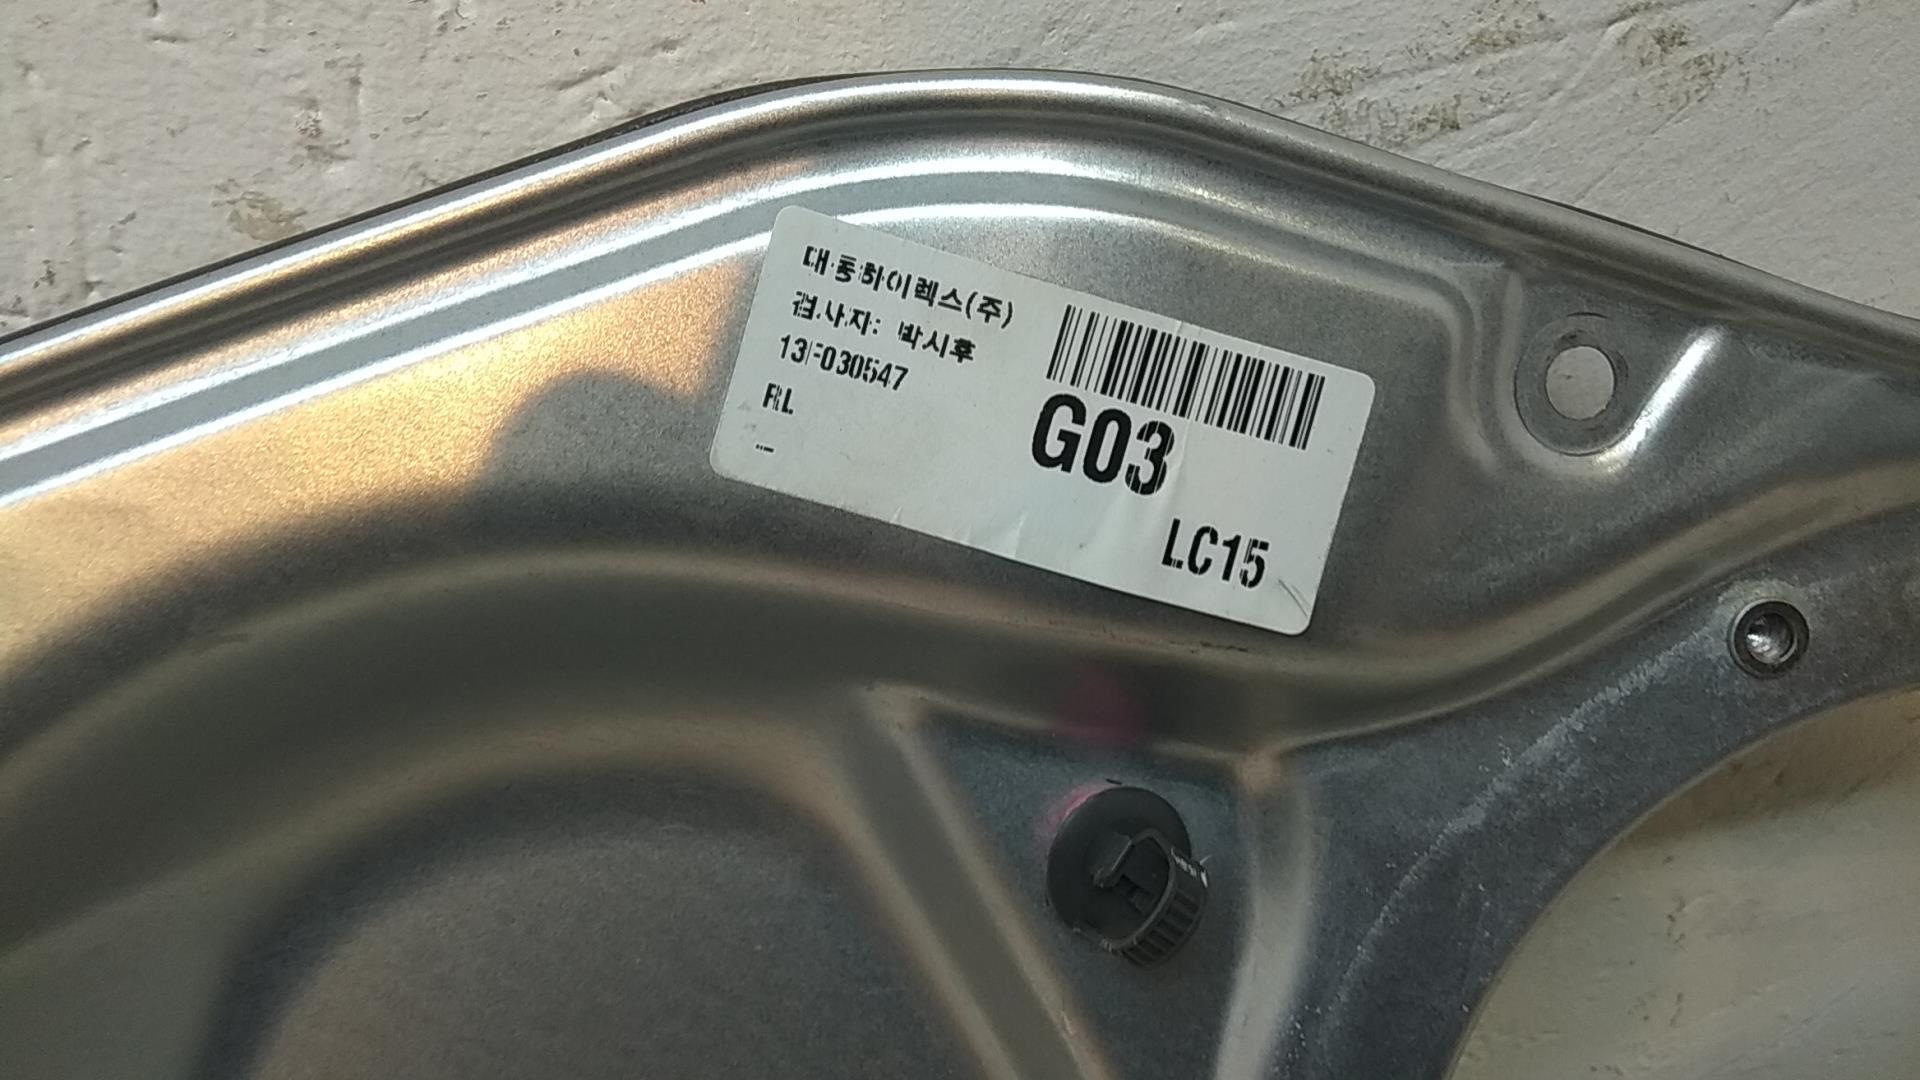 대동하이렉스(주)
검사자: 박시후
13F030547
RL
--
G03
LC15